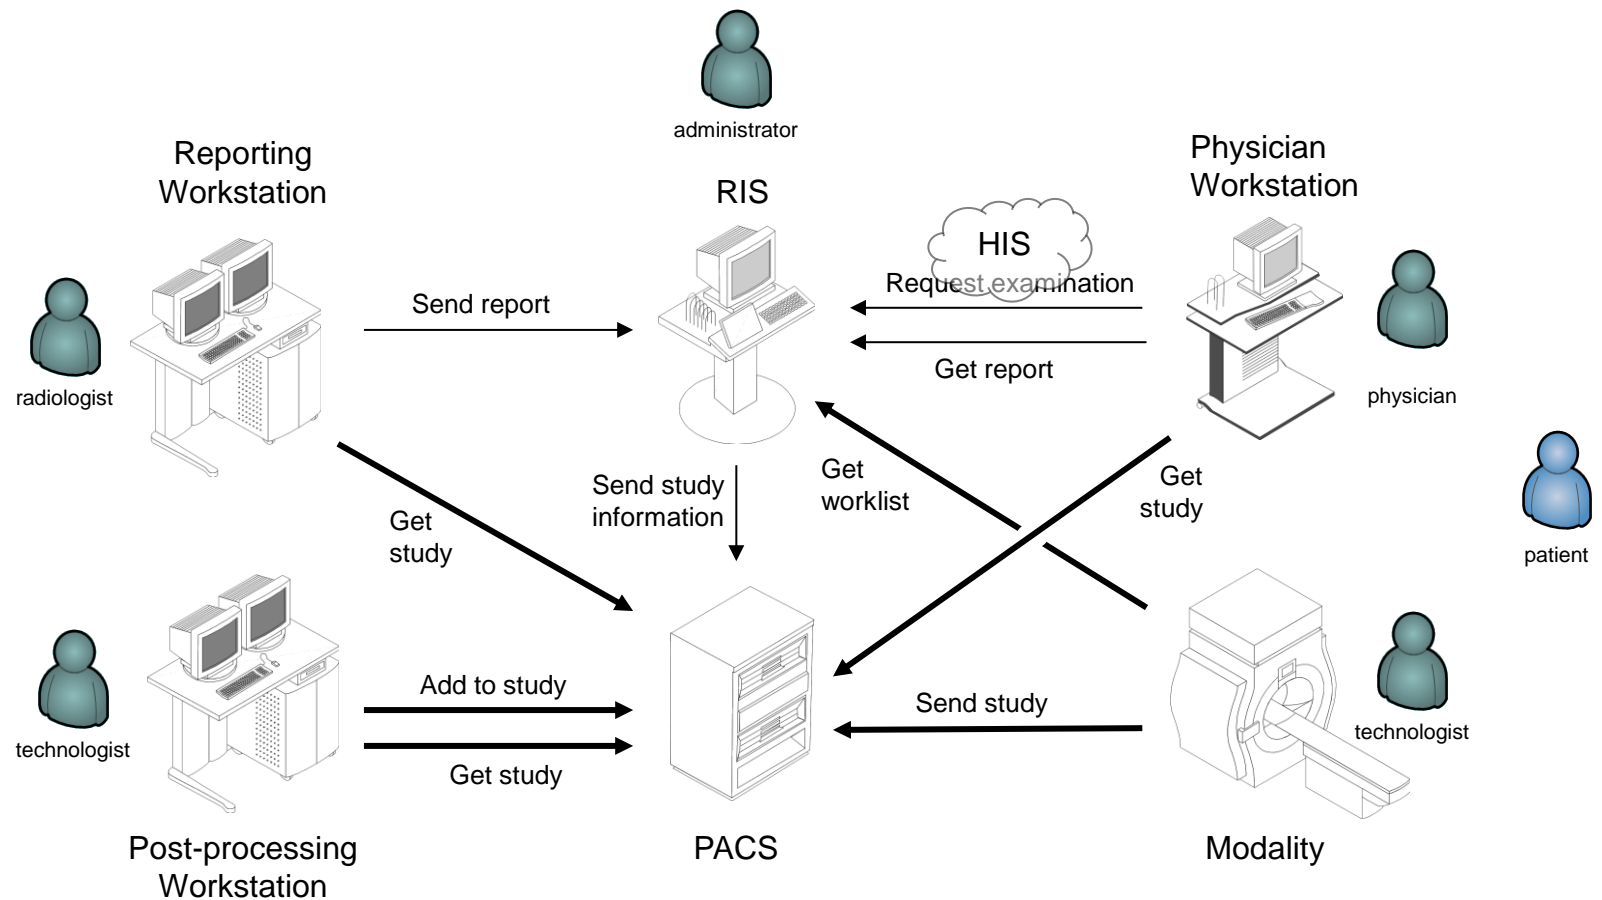 administrator
Reporting
Workstation
RIS
Physician
Workstation
HIS
Request examination
Send report
Get report
radiologist
physician
Get
worklist
Get
study
Send study
information
Get
study
patient
Add to study
Send study
technologist
technologist
Get study
Post-processing
Workstation
PACS
Modality